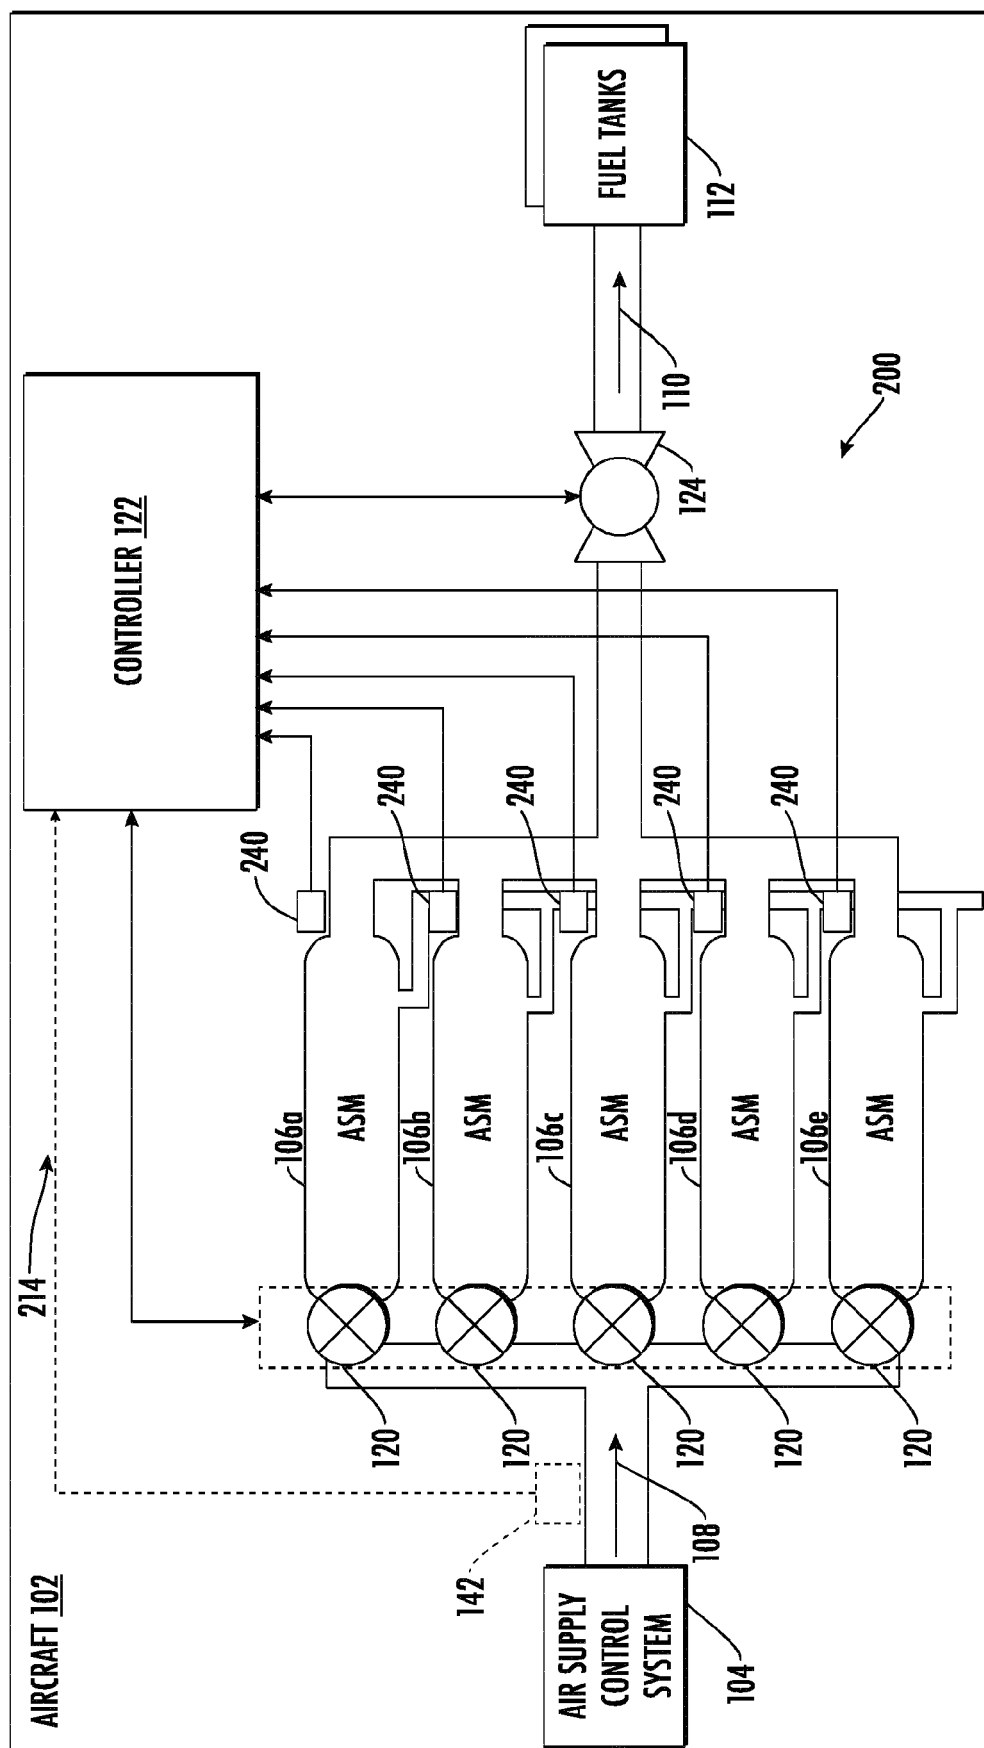 AIRCRAFT 102
214
CONTROLLER 122
240
240
240
240
240
106a
ASM
106b
ASM
106c
ASM
106d
ASM
106e
ASM
120
120
120
120
120
142
108
AIR SUPPLY
CONTROL
SYSTEM
104
124
110
FUEL TANKS
112
200